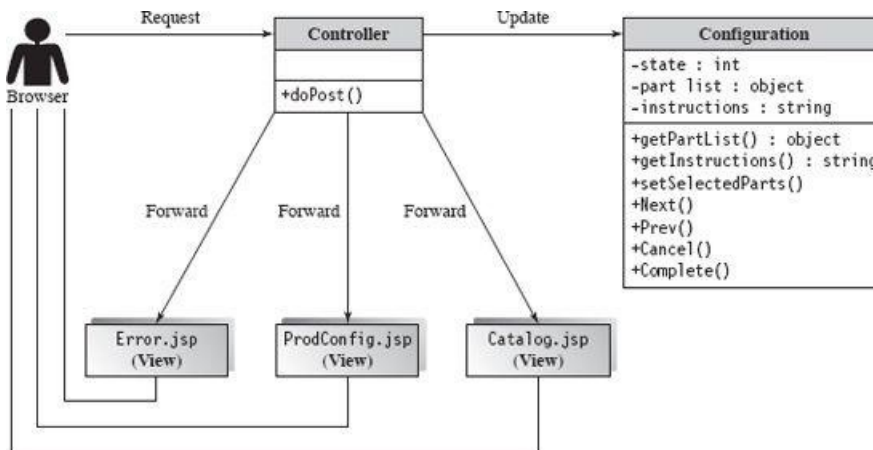 Request
Controller
Update
Configuration
Browser
+doPost()
-state : int
-part list : object
-instructions : string
+getPartList() : object
+getInstructions() : string
+setSelectedParts()
+Next()
+Prev()
+Cancel()
+Complete()
Forward
Forward
Forward
Error.jsp
(View)
ProdConfig.jsp
(View)
Catalog.jsp
(View)